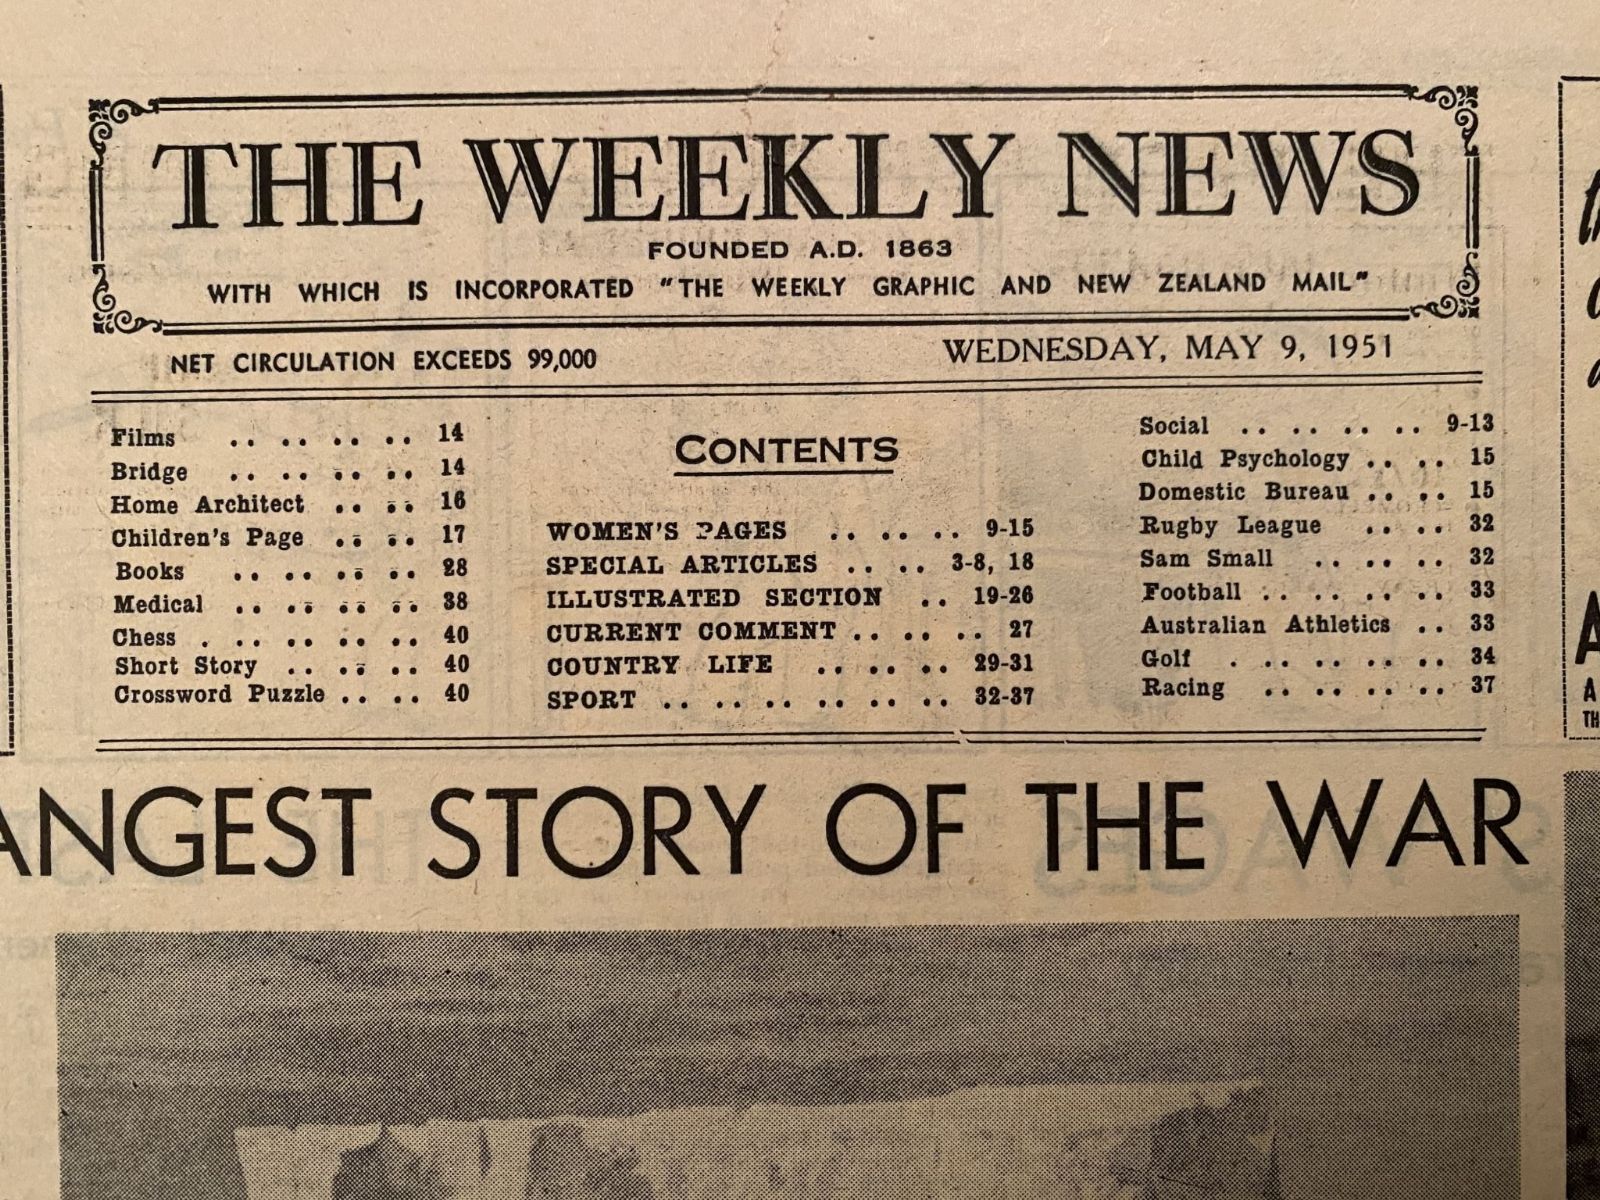 THE WEEKLY NEWS
FOUNDED A.D. 1863
WITH WHICH IS INCORPORATED "THE WEEKLY GRAPHIC AND NEW ZEALAND MAIL"
NET CIRCULATION EXCEEDS 99,000
WEDNESDAY, MAY 9, 1951
Films .. .. .. .. 14
Bridge .. .. .. .. 14
Home Architect .. .. 16
Children's Page .. .. 17
Books .. .. .. .. 28
Medical .. .. .. .. 38
Chess . .. .. .. .. 40
Short Story .. .. .. 40
Crossword Puzzle .. .. 40
CONTENTS
WOMEN'S PAGES .. .. .. 9-15
SPECIAL ARTICLES .. .. 3-8, 18
ILLUSTRATED SECTION .. 19-26
CURRENT COMMENT .. .. .. 27
COUNTRY LIFE .. .. .. 29-31
SPORT .. .. .. .. .. .. 32-37
Social .. .. .. .. 9-13
Child Psychology .. .. 15
Domestic Bureau .. .. 15
Rugby League .. .. 32
Sam Small .. .. .. 32
Football .. .. .. .. 33
Australian Athletics .. 33
Golf . .. .. .. .. 34
Racing .. .. .. .. 37
ANGEST STORY OF THE WAR
A
A
TH